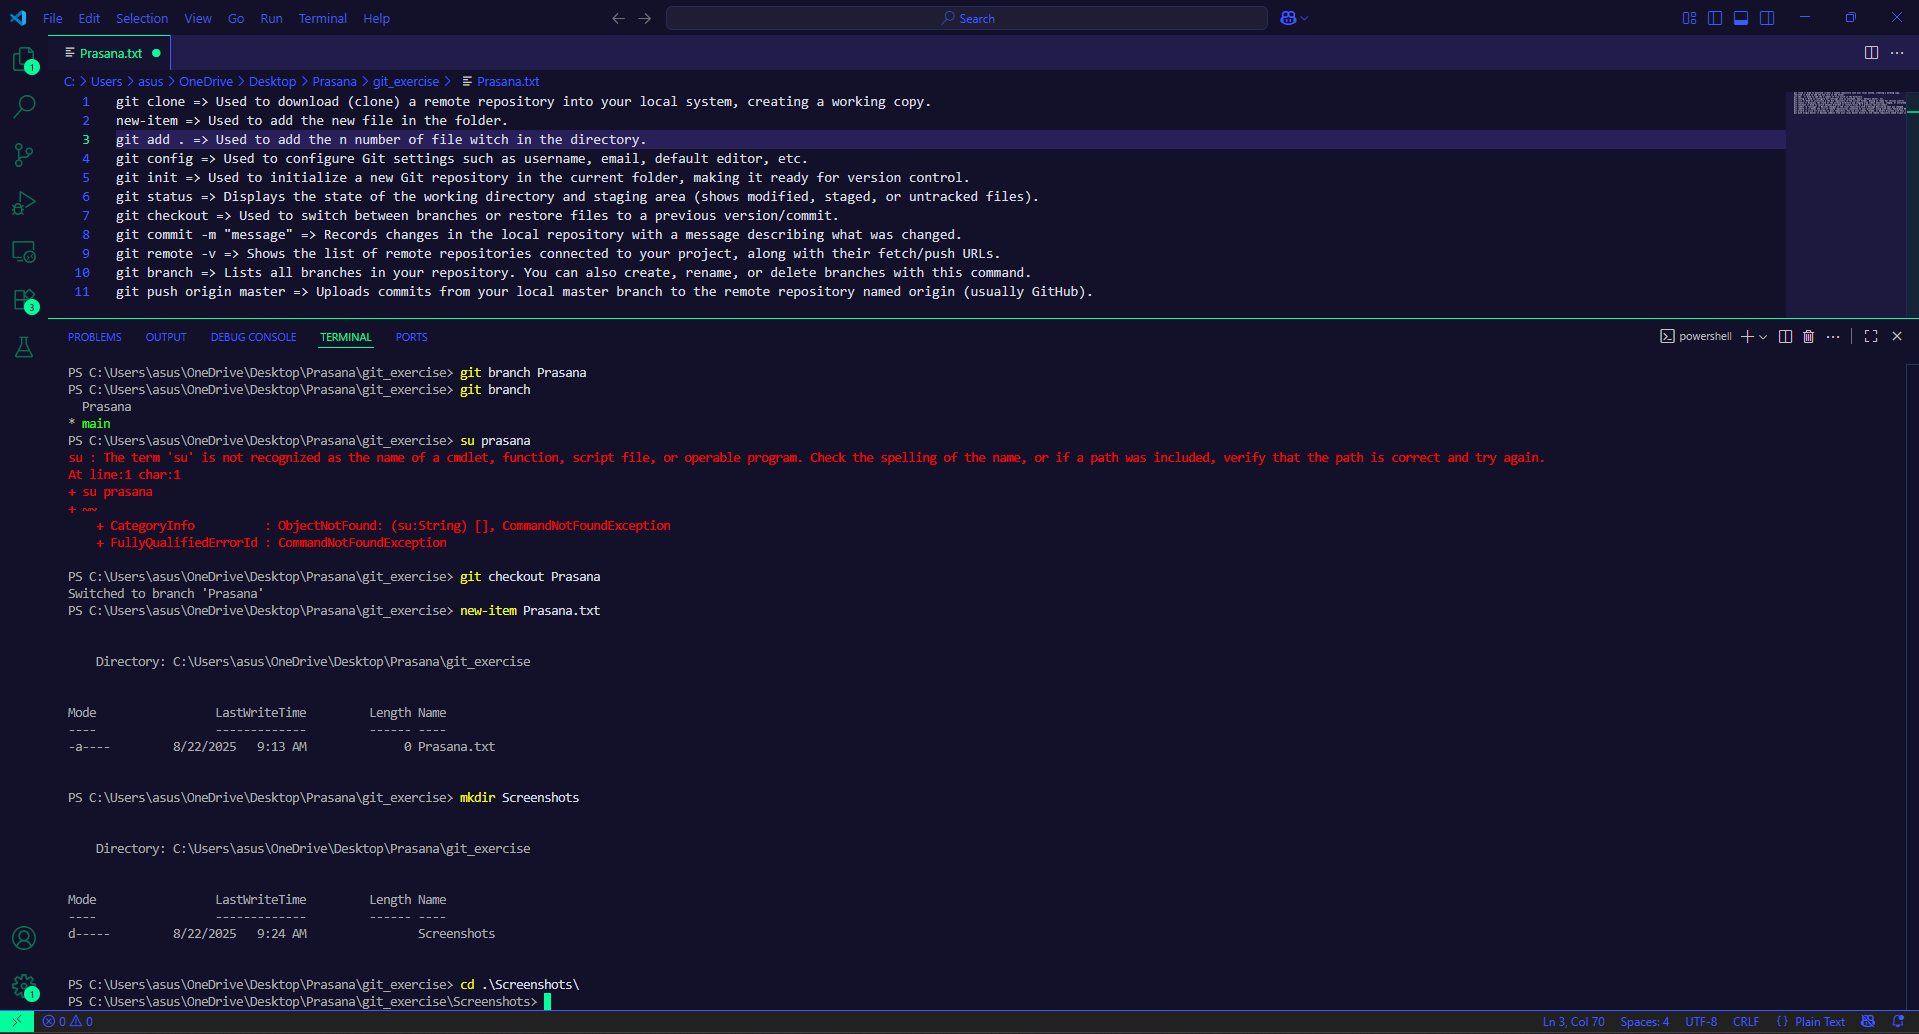 File Edit Selection View Go Run Terminal Help
Search
Prasana.txt
C: > Users > asus > OneDrive > Desktop > Prasana > git_exercise > Prasana.txt
1 git clone => Used to download (clone) a remote repository into your local system, creating a working copy.
2 new-item => Used to add the new file in the folder.
3 git add . => Used to add the n number of file witch in the directory.
4 git config => Used to configure Git settings such as username, email, default editor, etc.
5 git init => Used to initialize a new Git repository in the current folder, making it ready for version control.
6 git status => Displays the state of the working directory and staging area (shows modified, staged, or untracked files).
7 git checkout => Used to switch between branches or restore files to a previous version/commit.
8 git commit -m "message" => Records changes in the local repository with a message describing what was changed.
9 git remote -v => Shows the list of remote repositories connected to your project, along with their fetch/push URLs.
10 git branch => Lists all branches in your repository. You can also create, rename, or delete branches with this command.
11 git push origin master => Uploads commits from your local master branch to the remote repository named origin (usually GitHub).
1
3
PROBLEMS OUTPUT DEBUG CONSOLE TERMINAL PORTS
powershell
PS C:\Users\asus\OneDrive\Desktop\Prasana\git_exercise> git branch Prasana
PS C:\Users\asus\OneDrive\Desktop\Prasana\git_exercise> git branch
Prasana
* main
PS C:\Users\asus\OneDrive\Desktop\Prasana\git_exercise> su prasana
su : The term 'su' is not recognized as the name of a cmdlet, function, script file, or operable program. Check the spelling of the name, or if a path was included, verify that the path is correct and try again.
At line:1 char:1
+ su prasana
+ ~~
+ CategoryInfo : ObjectNotFound: (su:String) [], CommandNotFoundException
+ FullyQualifiedErrorId : CommandNotFoundException
PS C:\Users\asus\OneDrive\Desktop\Prasana\git_exercise> git checkout Prasana
Switched to branch 'Prasana'
PS C:\Users\asus\OneDrive\Desktop\Prasana\git_exercise> new-item Prasana.txt
Directory: C:\Users\asus\OneDrive\Desktop\Prasana\git_exercise
Mode LastWriteTime Length Name
---- ------------- ------ ----
-a---- 8/22/2025 9:13 AM 0 Prasana.txt
PS C:\Users\asus\OneDrive\Desktop\Prasana\git_exercise> mkdir Screenshots
Directory: C:\Users\asus\OneDrive\Desktop\Prasana\git_exercise
Mode LastWriteTime Length Name
---- ------------- ------ ----
d----- 8/22/2025 9:24 AM Screenshots
PS C:\Users\asus\OneDrive\Desktop\Prasana\git_exercise> cd .\Screenshots\
PS C:\Users\asus\OneDrive\Desktop\Prasana\git_exercise\Screenshots>
1
0 0
Ln 3, Col 70 Spaces: 4 UTF-8 CRLF {} Plain Text